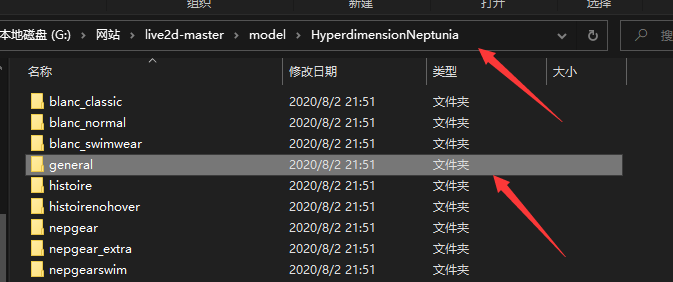 组织 新建 打开 选择
本地磁盘 (G:) 网站 live2d-master model HyperdimensionNeptunia 搜
名称 修改日期 类型 大小
blanc_classic 2020/8/2 21:51 文件夹
blanc_normal 2020/8/2 21:51 文件夹
blanc_swimwear 2020/8/2 21:51 文件夹
general 2020/8/2 21:51 文件夹
histoire 2020/8/2 21:51 文件夹
histoirenohover 2020/8/2 21:51 文件夹
nepgear 2020/8/2 21:51 文件夹
nepgear_extra 2020/8/2 21:51 文件夹
nepgearswim 2020/8/2 21:51 文件夹